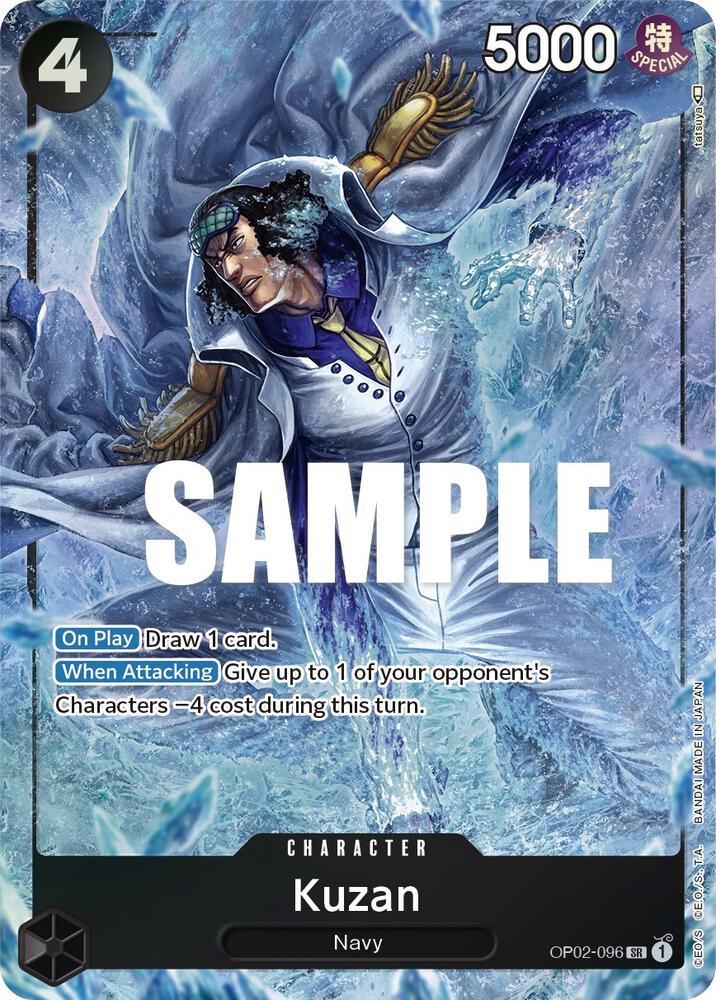 4
5000
特
SPECIAL
tatsuya
SAMPLE
On Play Draw 1 card.
When Attacking Give up to 1 of your opponent's
Characters −4 cost during this turn.
CHARACTER
Kuzan
Navy
OP02-096 SR 1
©EO/S ©E.O./S., T.A. BANDAI MADE IN JAPAN